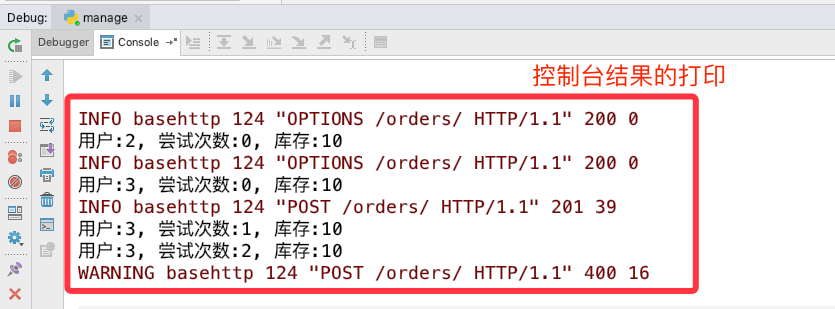 Debug: manage
Debugger Console
控制台结果的打印
INFO basehttp 124 "OPTIONS /orders/ HTTP/1.1" 200 0
用户:2, 尝试次数:0, 库存:10
INFO basehttp 124 "OPTIONS /orders/ HTTP/1.1" 200 0
用户:3, 尝试次数:0, 库存:10
INFO basehttp 124 "POST /orders/ HTTP/1.1" 201 39
用户:3, 尝试次数:1, 库存:10
用户:3, 尝试次数:2, 库存:10
WARNING basehttp 124 "POST /orders/ HTTP/1.1" 400 16